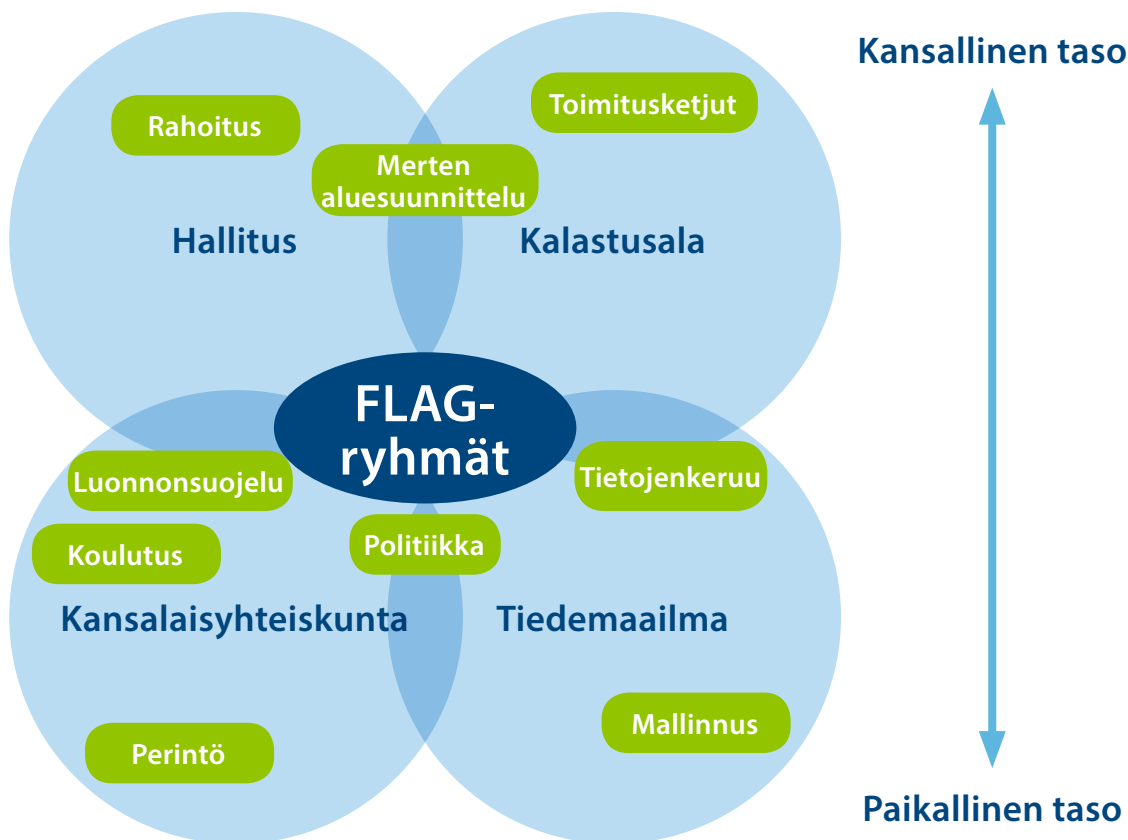 Kansallinen taso
Rahoitus
Toimitusketjut
Merten
aluesuunnittelu
Hallitus
Kalastusala
FLAG-
ryhmät
Luonnonsuojelu
Tietojenkeruu
Koulutus
Politiikka
Kansalaisyhteiskunta
Tiedemaailma
Perintö
Mallinnus
Paikallinen taso